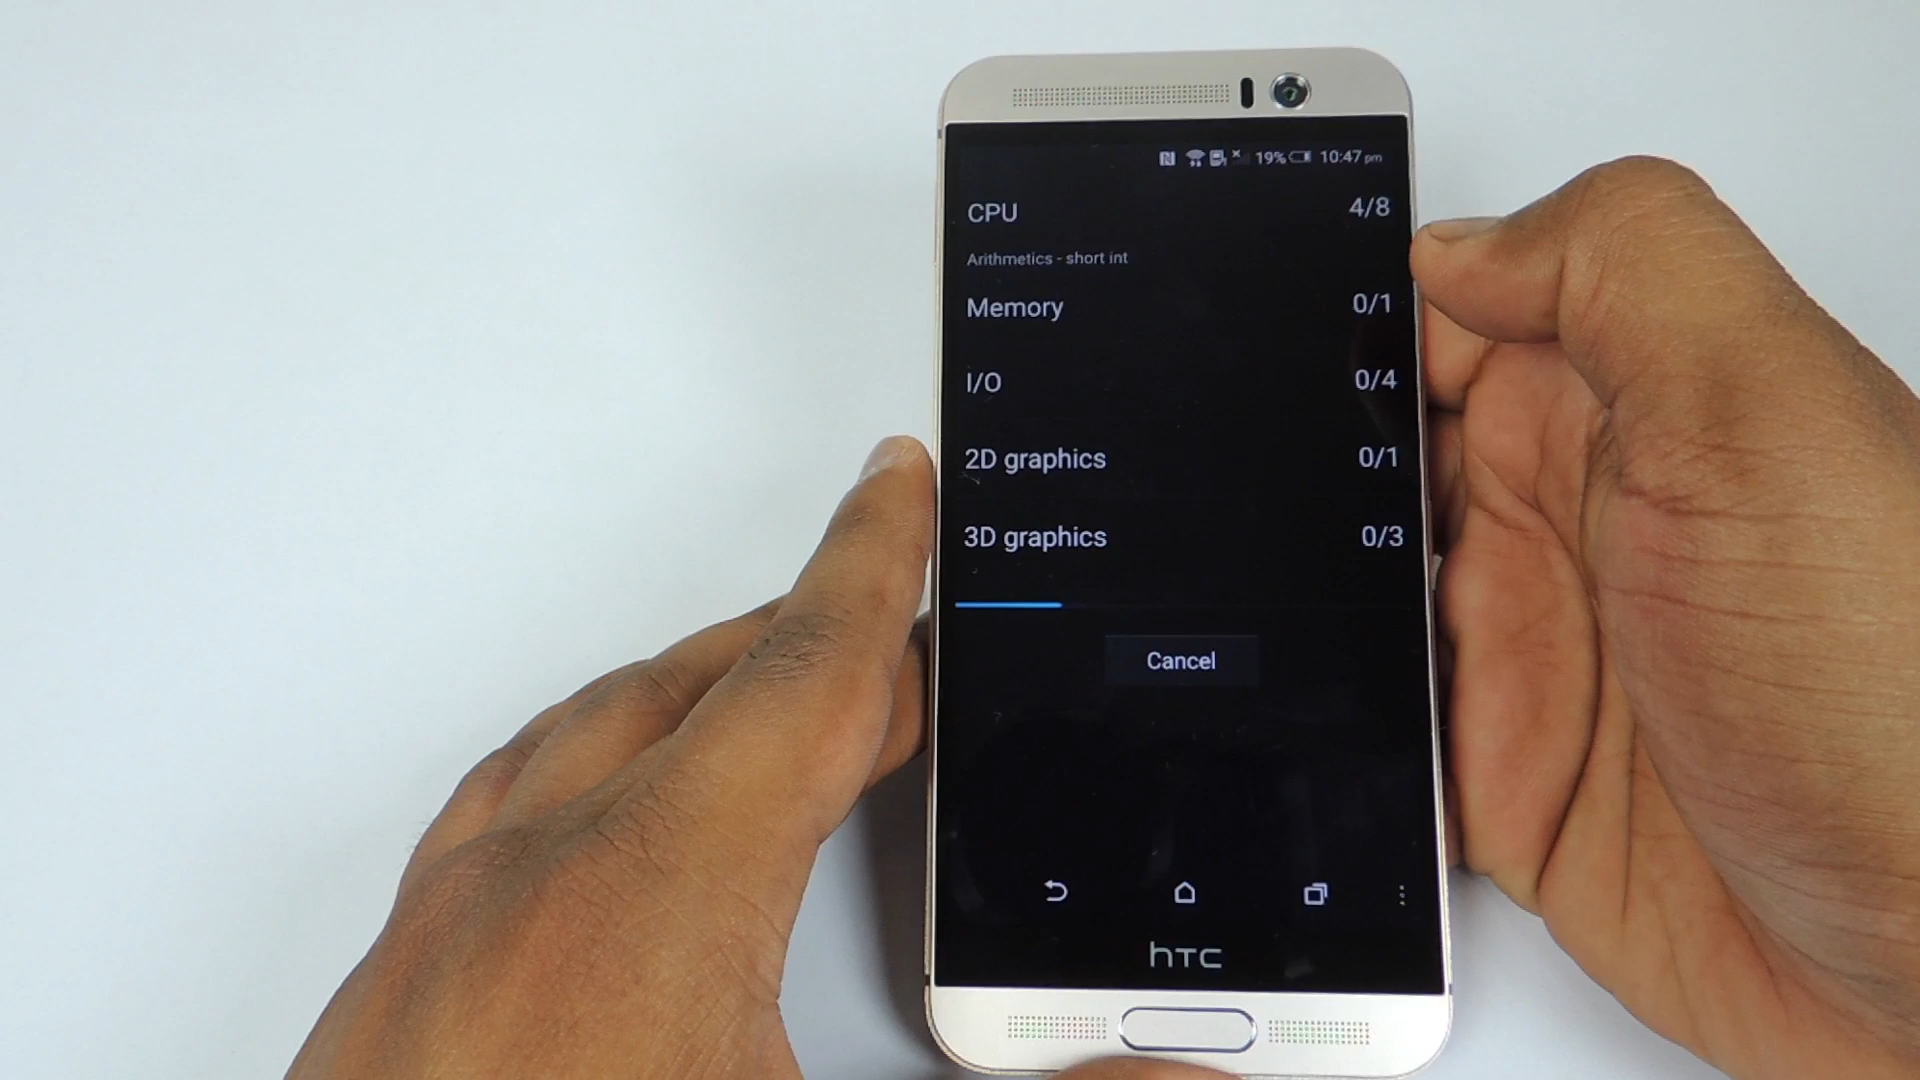 19% 10:47 pm
CPU 4/8
Arithmetics - short int
Memory 0/1
I/O 0/4
2D graphics 0/1
3D graphics 0/3
Cancel
hTC